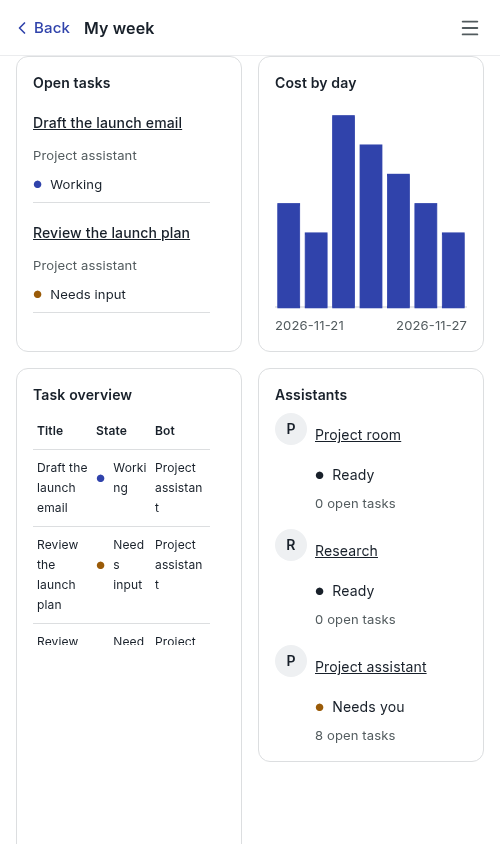 Back My week
Open tasks
Draft the launch email
Project assistant
Working
Review the launch plan
Project assistant
Needs input
Cost by day
2026-11-21 2026-11-27
Task overview
Title State Bot
Draft the Worki Project
launch ng assistan
email t
Review Need Project
the s assistan
launch input t
plan
Review Need Project
Assistants
P
Project room
Ready
0 open tasks
R
Research
Ready
0 open tasks
P
Project assistant
Needs you
8 open tasks